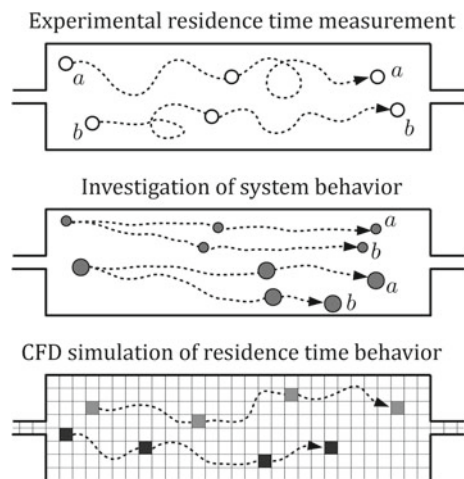 Experimental residence time measurement
a
a
b
b
Investigation of system behavior
a
b
a
b
CFD simulation of residence time behavior